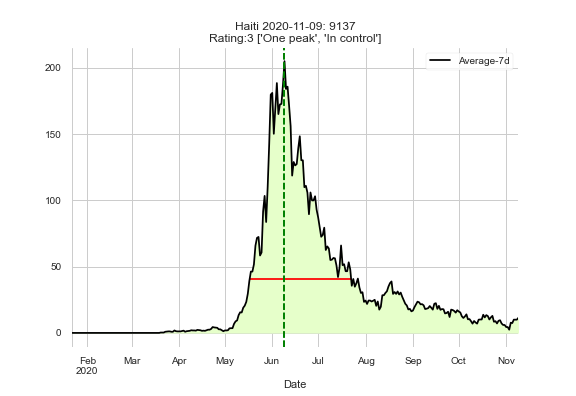 Haiti 2020-11-09: 9137
Rating:3 ['One peak', 'In control']
Average-7d
200
150
100
50
0
Feb Mar Apr May Jun Jul Aug Sep Oct Nov
2020
Date